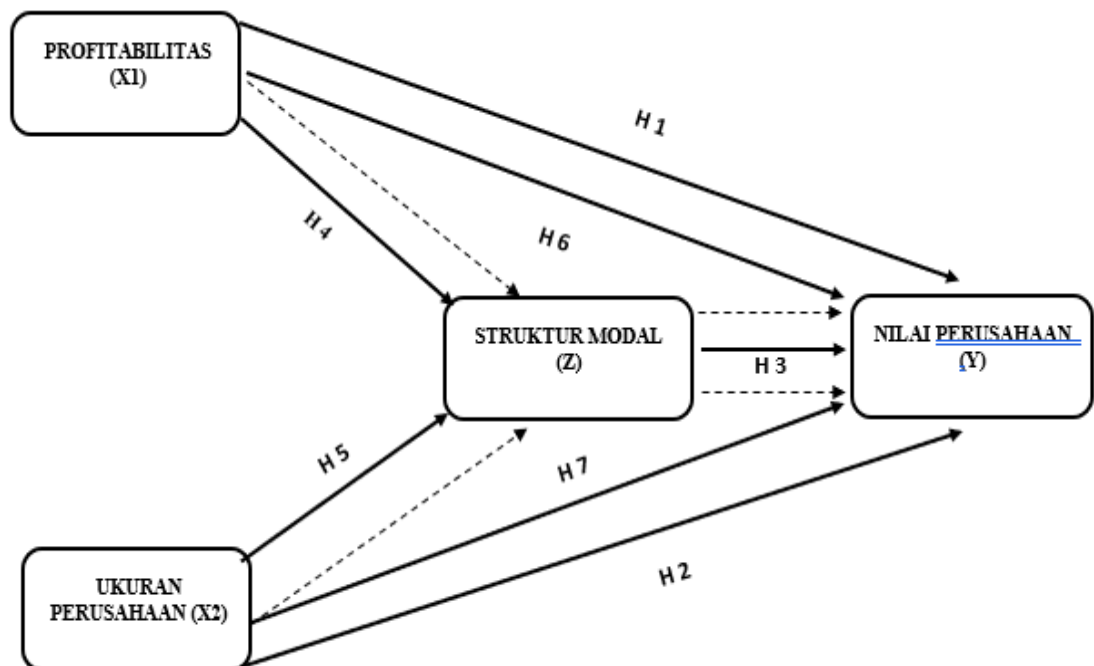 PROFITABILITAS
(X1)
H 1
H 4
H 6
STRUKTUR MODAL
(Z)
NILAI PERUSAHAAN
(Y)
H 3
H 5
H 7
UKURAN
PERUSAHAAN (X2)
H 2